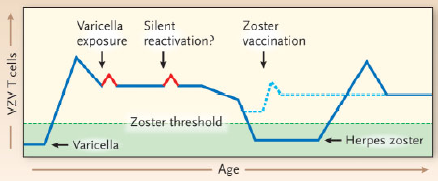 Varicella
exposure
Silent
reactivation?
Zoster
vaccination
VZV T cells
Zoster threshold
Varicella
Herpes zoster
Age